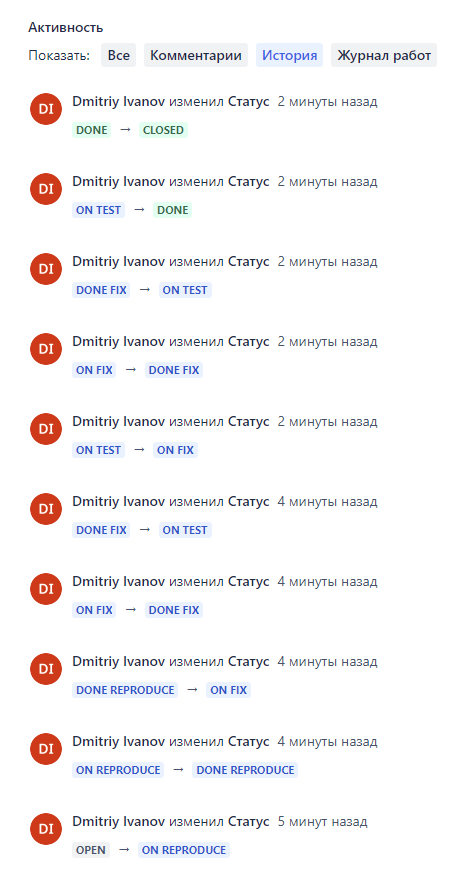 Активность
Показать: Все Комментарии История Журнал работ
DI Dmitriy Ivanov изменил Статус 2 минуты назад
DONE → CLOSED
DI Dmitriy Ivanov изменил Статус 2 минуты назад
ON TEST → DONE
DI Dmitriy Ivanov изменил Статус 2 минуты назад
DONE FIX → ON TEST
DI Dmitriy Ivanov изменил Статус 2 минуты назад
ON FIX → DONE FIX
DI Dmitriy Ivanov изменил Статус 2 минуты назад
ON TEST → ON FIX
DI Dmitriy Ivanov изменил Статус 4 минуты назад
DONE FIX → ON TEST
DI Dmitriy Ivanov изменил Статус 4 минуты назад
ON FIX → DONE FIX
DI Dmitriy Ivanov изменил Статус 4 минуты назад
DONE REPRODUCE → ON FIX
DI Dmitriy Ivanov изменил Статус 4 минуты назад
ON REPRODUCE → DONE REPRODUCE
DI Dmitriy Ivanov изменил Статус 5 минут назад
OPEN → ON REPRODUCE